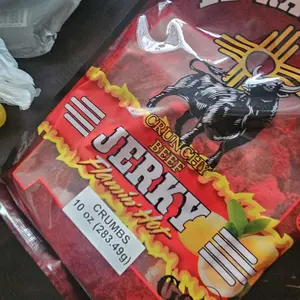 CRUNCHY
BEEF
JERKY
Flamin Hot
CRUMBS
10 oz (283.49g)